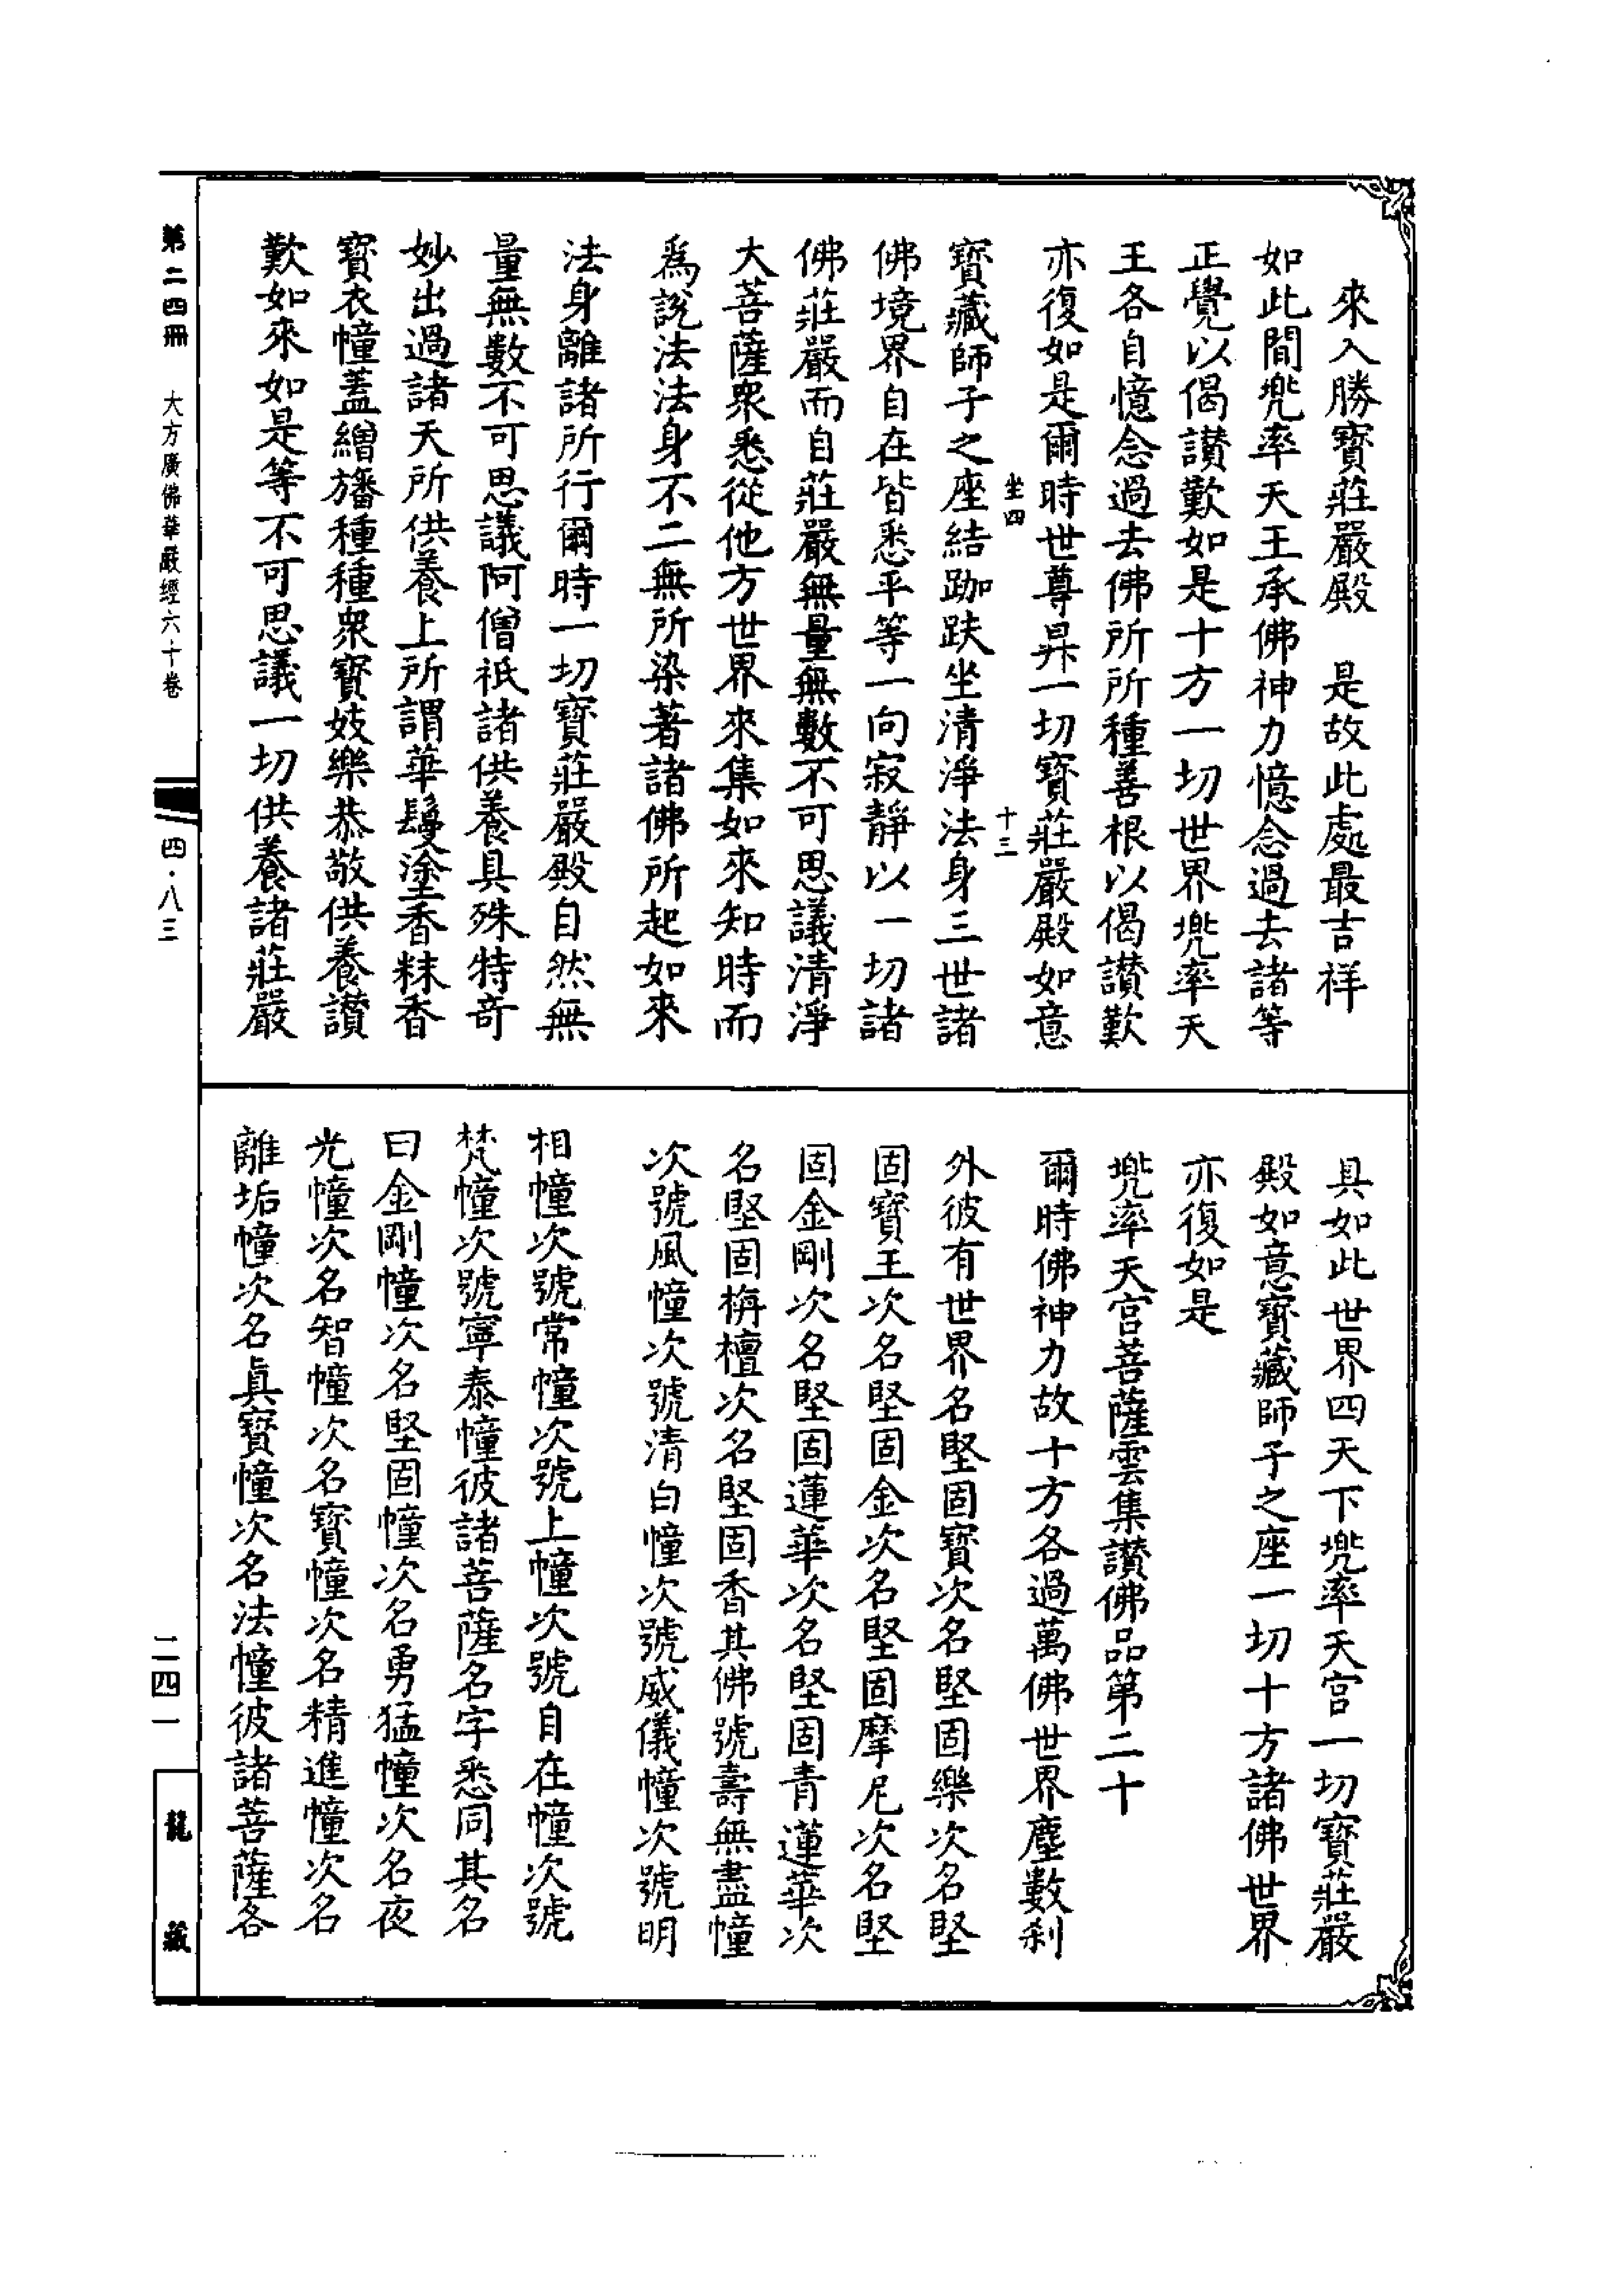 來入勝寶莊嚴殿　是故此處最吉祥
如此間兠率天王承佛神力憶念過去諸等
正覺以偈讃歎如是十方一切世界兠率天
王各自憶念過去佛所所種善根以偈讃歎
亦復如是爾時世尊昇一切寶莊嚴殿如意
坐四　十三
寶藏師子之座結跏趺坐清淨法身三世諸
佛境界自在皆悉平等一向寂靜以一切諸
佛莊嚴而自莊嚴無量無數不可思議清淨
大菩薩衆悉從他方世界來集如來知時而
爲說法法身不二無所染著諸佛所起如來
法身離諸所行爾時一切寶莊嚴殿自然無
量無數不可思議阿僧祇諸供養具殊特奇
妙出過諸天所供養上所謂華鬘塗香粖香
寶衣幢蓋繒旛種種衆寶妓樂恭敬供養讃
歎如來如是等不可思議一切供養諸莊嚴
具如此世界四天下兠率天宮一切寶莊嚴
殿如意寶藏師子之座一切十方諸佛世界
亦復如是
兠率天宮菩薩雲集讃佛品第二十
爾時佛神力故十方各過萬佛世界塵數剎
外彼有世界名堅固寶次名堅固樂次名堅
固寶王次名堅固金次名堅固摩尼次名堅
固金剛次名堅固蓮華次名堅固青蓮華次
名堅固栴檀次名堅固香其佛號壽無盡幢
次號風幢次號清白幢次號威儀幢次號明
相幢次號常幢次號上幢次號自在幢次號
梵幢次號寧泰幢彼諸菩薩名字悉同其名
曰金剛幢次名堅固幢次名勇猛幢次名夜
光幢次名智幢次名寶幢次名精進幢次名
離垢幢次名眞寶幢次名法幢彼諸菩薩各
第二四冊　大方廣佛華嚴經六十卷　四·八三　二四一　龍藏